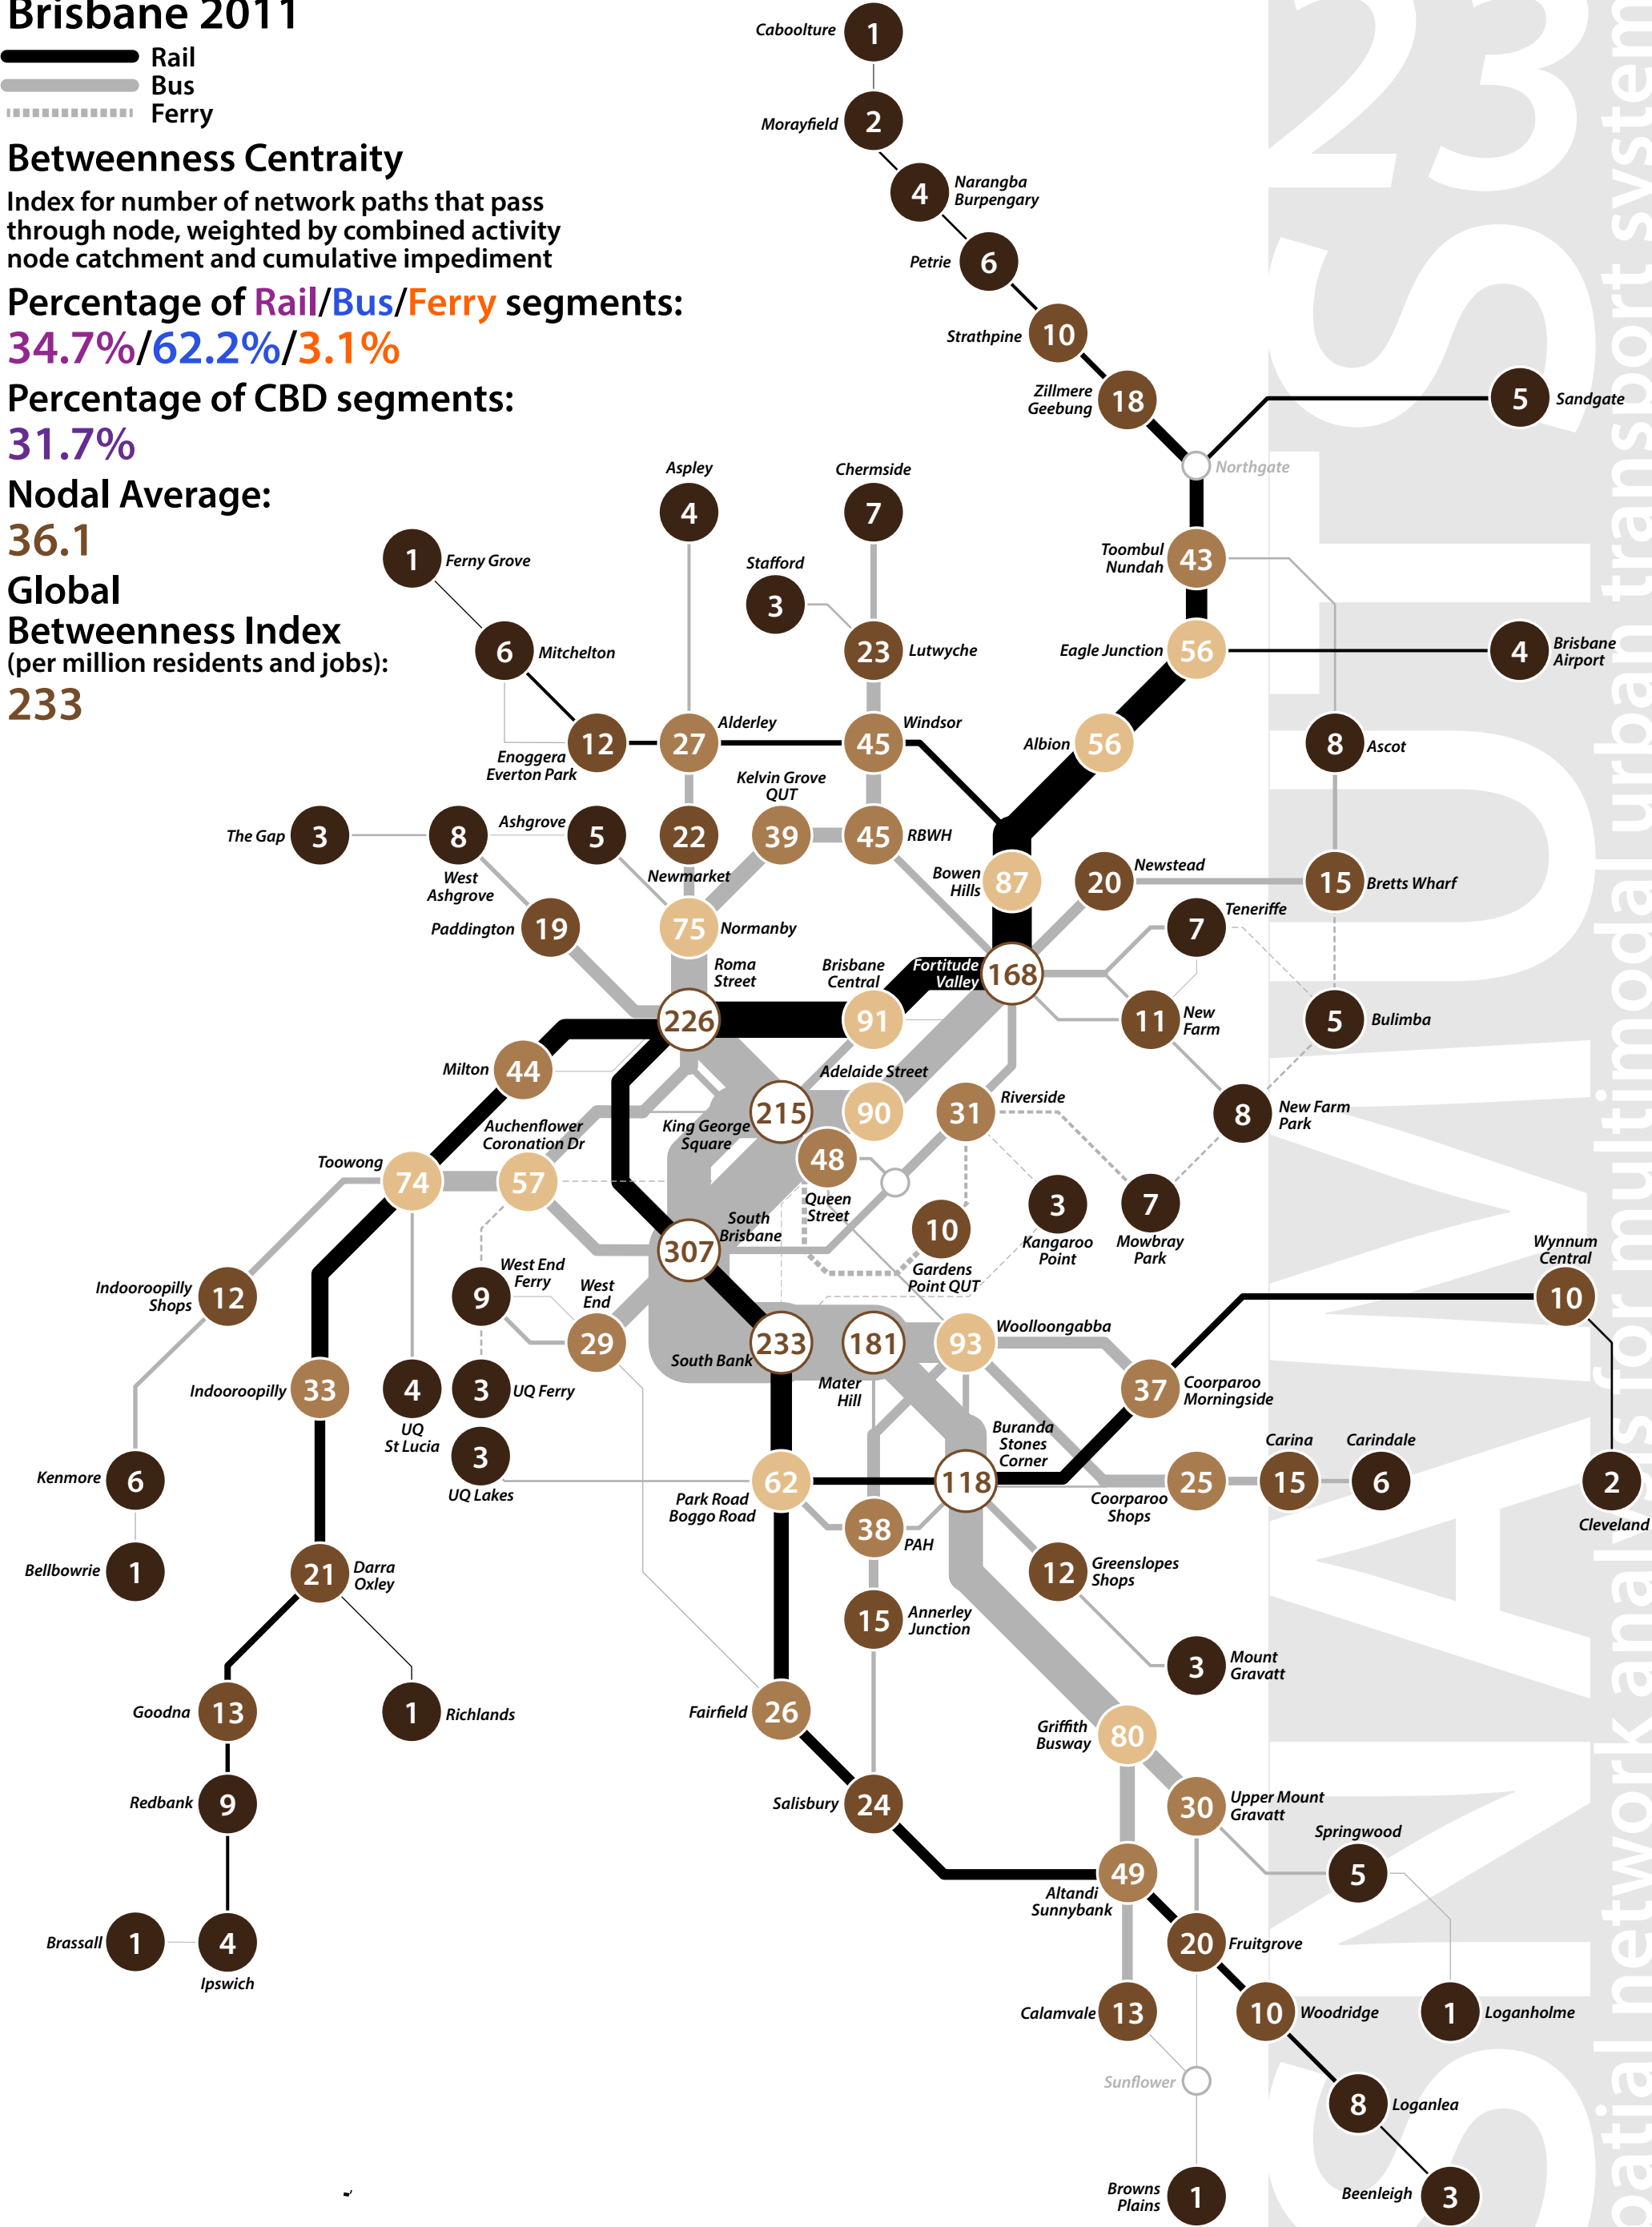 Brisbane 2011
Rail
Bus
Ferry
Betweenness Centraity
Index for number of network paths that pass
through node, weighted by combined activity
node catchment and cumulative impediment
Percentage of Rail/Bus/Ferry segments:
34.7%/62.2%/3.1%
Percentage of CBD segments:
31.7%
Nodal Average:
36.1
Global
Betweenness Index
(per million residents and jobs):
233
Caboolture
1
Morayfield
2
4
Narangba
Burpengary
Petrie
6
Strathpine
10
Zillmere
Geebung
18
5
Sandgate
Northgate
Aspley
4
Chermside
7
Toombul
Nundah
43
1
Ferny Grove
Stafford
3
6
Mitchelton
23
Lutwyche
Eagle Junction
56
4
Brisbane
Airport
Enoggera
Everton Park
12
27
Alderley
45
Windsor
Albion
56
8
Ascot
Kelvin Grove
QUT
39
The Gap
3
8
West
Ashgrove
Ashgrove
5
22
Newmarket
45
RBWH
Bowen
Hills
87
20
Newstead
15
Bretts Wharf
Paddington
19
75
Normanby
7
Teneriffe
Roma
Street
226
Brisbane
Central
91
Fortitude
Valley
168
11
New
Farm
5
Bulimba
Milton
44
Adelaide Street
90
King George
Square
215
31
Riverside
8
New Farm
Park
Auchenflower
Coronation Dr
57
Toowong
74
48
Queen
Street
South
Brisbane
307
10
Gardens
Point QUT
3
Kangaroo
Point
7
Mowbray
Park
Wynnum
Central
10
Indooroopilly
Shops
12
9
West End
Ferry
West
End
29
South Bank
233
181
Mater
Hill
93
Woolloongabba
37
Coorparoo
Morningside
Indooroopilly
33
4
UQ
St Lucia
3
UQ Ferry
3
UQ Lakes
Kenmore
6
Park Road
Boggo Road
62
Buranda
Stones
Corner
118
Coorparoo
Shops
25
Carina
15
Carindale
6
2
Cleveland
38
PAH
Bellbowrie
1
21
Darra
Oxley
12
Greenslopes
Shops
15
Annerley
Junction
3
Mount
Gravatt
Goodna
13
1
Richlands
Fairfield
26
Griffith
Busway
80
Redbank
9
Salisbury
24
30
Upper Mount
Gravatt
Springwood
5
49
Altandi
Sunnybank
Brassall
1
4
Ipswich
20
Fruitgrove
Calamvale
13
10
Woodridge
1
Loganholme
Sunflower
8
Loganlea
Browns
Plains
1
Beenleigh
3
23
SNAMUTS
spatial network analysis for multimodal urban transport systems